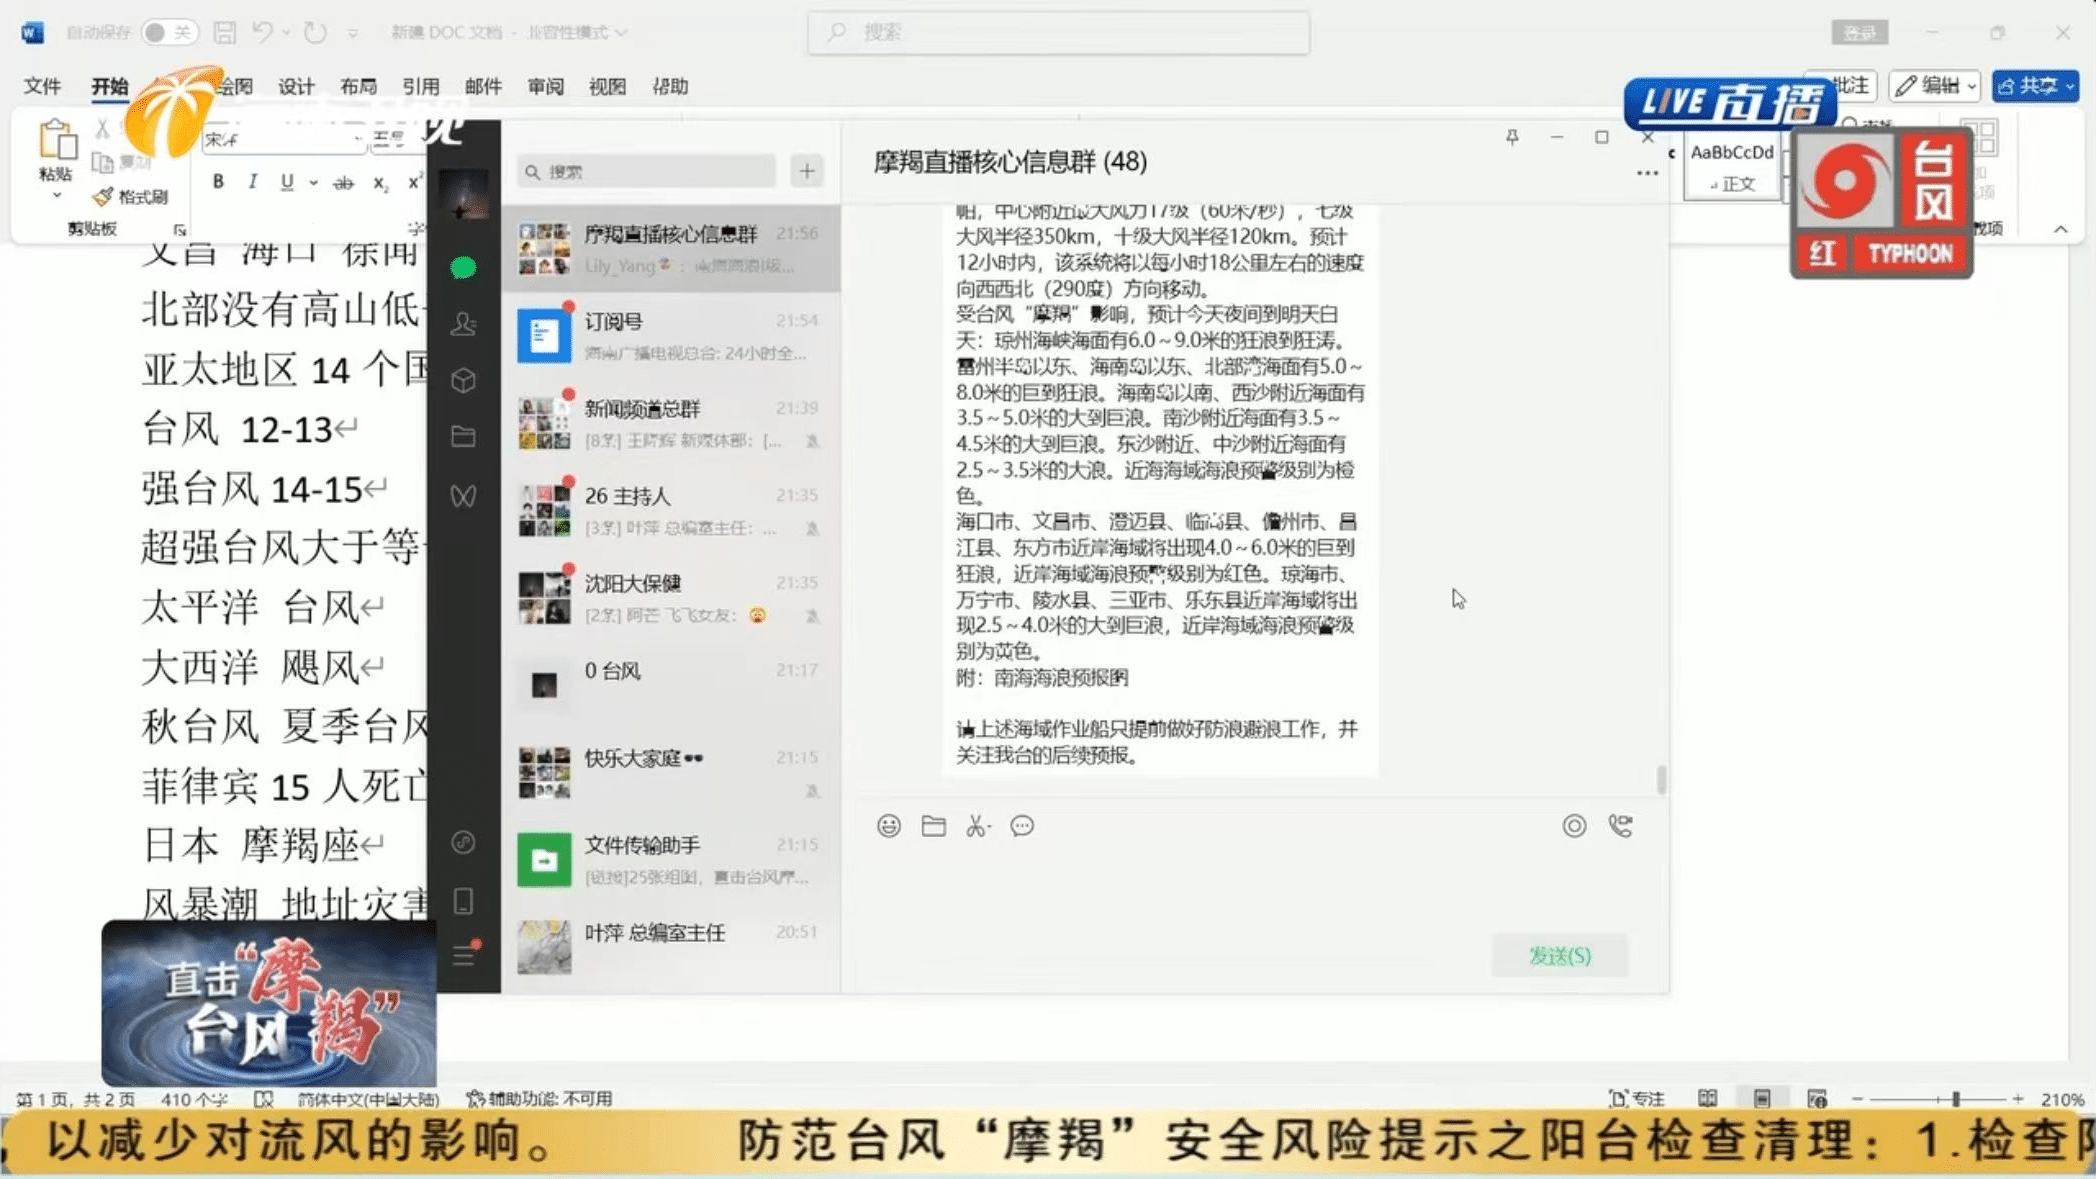 自动保存 关
新建 DOC 文档 - 兼容性模式
搜索
登录
文件 开始 绘图 设计 布局 引用 邮件 审阅 视图 帮助
批注 编辑 共享
LIVE 直播
粘贴
格式刷
剪贴板
B I U ab x₂ x²
AaBbCcDd
正文
台风
红 TYPHOON
文昌 海口 徐闻
北部没有高山低
亚太地区 14 个国
台风 12-13
强台风 14-15
超强台风大于等
太平洋 台风
大西洋 飓风
秋台风 夏季台风
菲律宾 15 人死亡
日本 摩羯座
风暴潮 地址灾害
搜索
摩羯直播核心信息群 21:56
Lily_Yang
订阅号 21:54
海南广播电视总台: 24小时全...
新闻频道总群 21:39
[8条] 王辉 新媒体部: [...
26 主持人 21:35
[3条] 叶萍 总编室主任: ...
沈阳大保健 21:35
[2条] 阿芒 飞飞女友:
0 台风 21:17
快乐大家庭 21:15
文件传输助手 21:15
[链接]25张组图，直击台风摩...
叶萍 总编室主任 20:51
摩羯直播核心信息群 (48)
帕，中心附近最大风力17级（60米/秒），七级
大风半径350km，十级大风半径120km。预计
12小时内，该系统将以每小时18公里左右的速度
向西西北（290度）方向移动。
受台风“摩羯”影响，预计今天夜间到明天白
天：琼州海峡海面有6.0～9.0米的狂浪到狂涛。
雷州半岛以东、海南岛以东、北部湾海面有5.0～
8.0米的巨到狂浪。海南岛以南、西沙附近海面有
3.5～5.0米的大到巨浪。南沙附近海面有3.5～
4.5米的大到巨浪。东沙附近、中沙附近海面有
2.5～3.5米的大浪。近海海域海浪预警级别为橙
色。
海口市、文昌市、澄迈县、临高县、儋州市、昌
江县、东方市近岸海域将出现4.0～6.0米的巨到
狂浪，近岸海域海浪预警级别为红色。琼海市、
万宁市、陵水县、三亚市、乐东县近岸海域将出
现2.5～4.0米的大到巨浪，近岸海域海浪预警级
别为黄色。
附：南海海浪预报图
请上述海域作业船只提前做好防浪避浪工作，并
关注我台的后续预报。
发送(S)
直击台风“摩羯”
第 1 页，共 2 页 410 个字 简体中文(中国大陆) 辅助功能: 不可用
专注 210%
以减少对流风的影响。 防范台风“摩羯”安全风险提示之阳台检查清理：1.检查阳